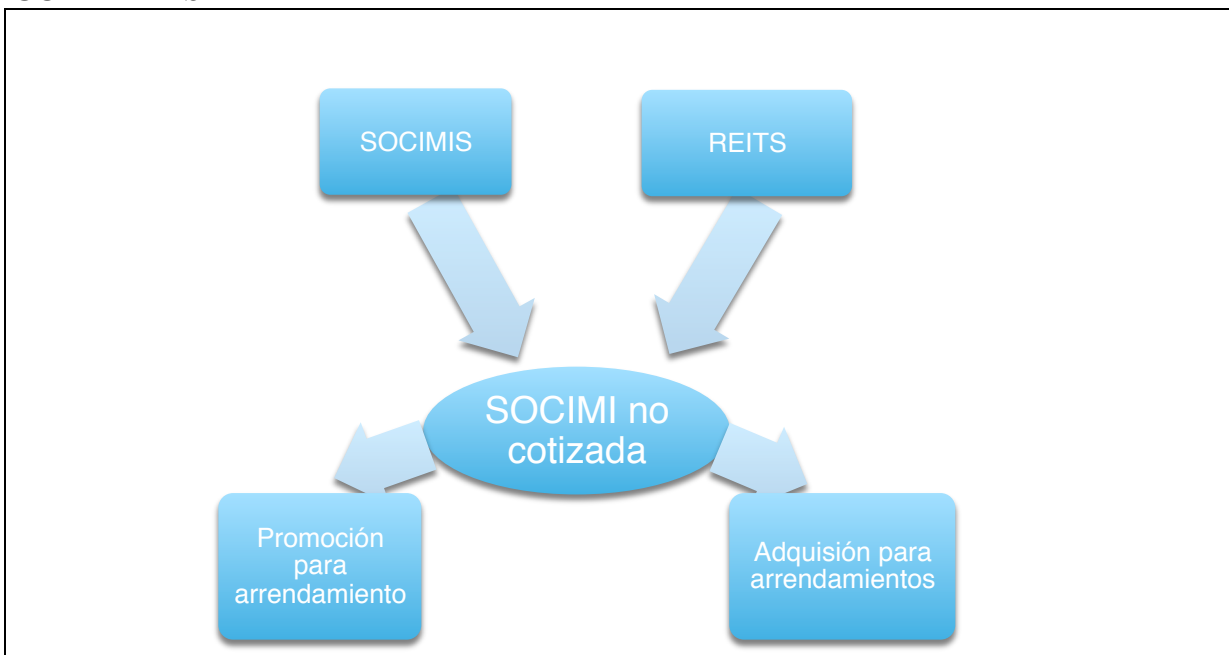 SOCIMIS
REITS
SOCIMI no
cotizada
Promoción
para
arrendamiento
Adquisión para
arrendamientos